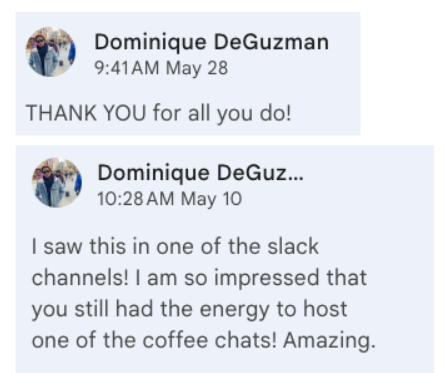 Dominique DeGuzman
9:41AM May 28
THANK YOU for all you do!
Dominique DeGuz...
10:28AM May 10
I saw this in one of the slack
channels! I am so impressed that
you still had the energy to host
one of the coffee chats! Amazing.